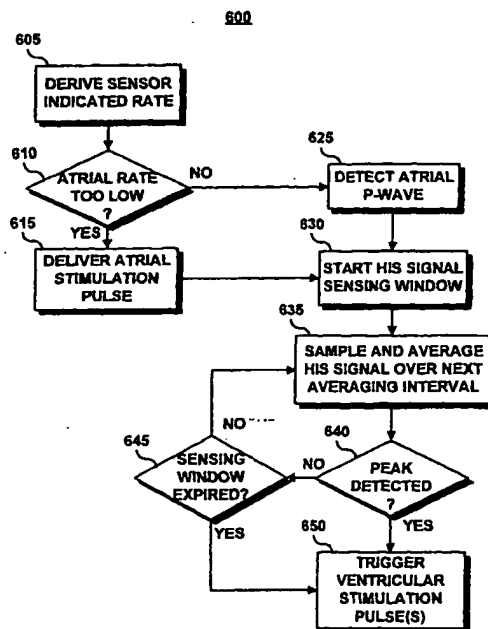 600
605
DERIVE SENSOR
INDICATED RATE
610
ATRIAL RATE
TOO LOW
?
NO
YES
615
DELIVER ATRIAL
STIMULATION
PULSE
625
DETECT ATRIAL
P-WAVE
630
START HIS SIGNAL
SENSING WINDOW
635
SAMPLE AND AVERAGE
HIS SIGNAL OVER NEXT
AVERAGING INTERVAL
640
PEAK
DETECTED
?
NO
YES
645
SENSING
WINDOW
EXPIRED?
NO
YES
650
TRIGGER
VENTRICULAR
STIMULATION
PULSE(S)